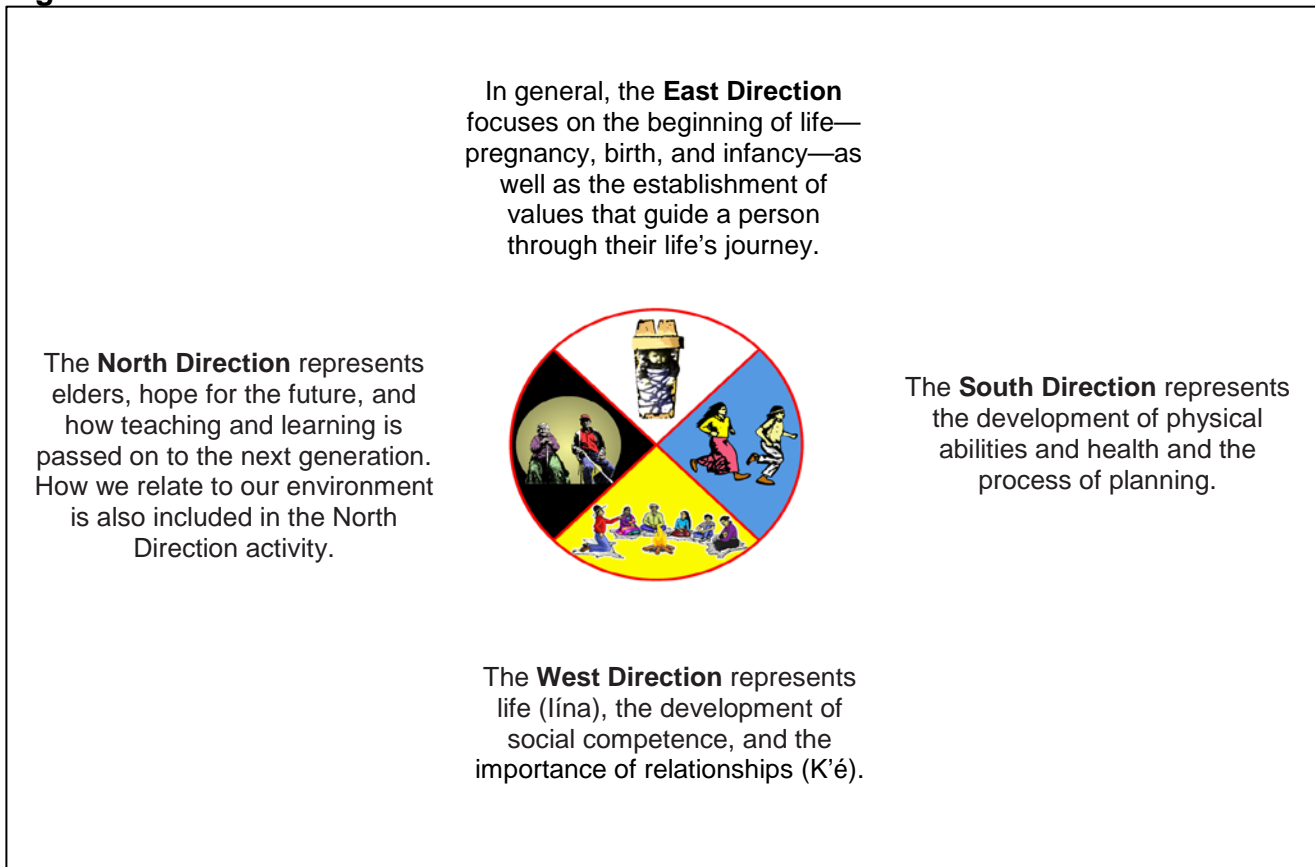 In general, the East Direction
focuses on the beginning of life—
pregnancy, birth, and infancy—as
well as the establishment of
values that guide a person
through their life’s journey.
The North Direction represents
elders, hope for the future, and
how teaching and learning is
passed on to the next generation.
How we relate to our environment
is also included in the North
Direction activity.
The South Direction represents
the development of physical
abilities and health and the
process of planning.
The West Direction represents
life (Iína), the development of
social competence, and the
importance of relationships (K’é).